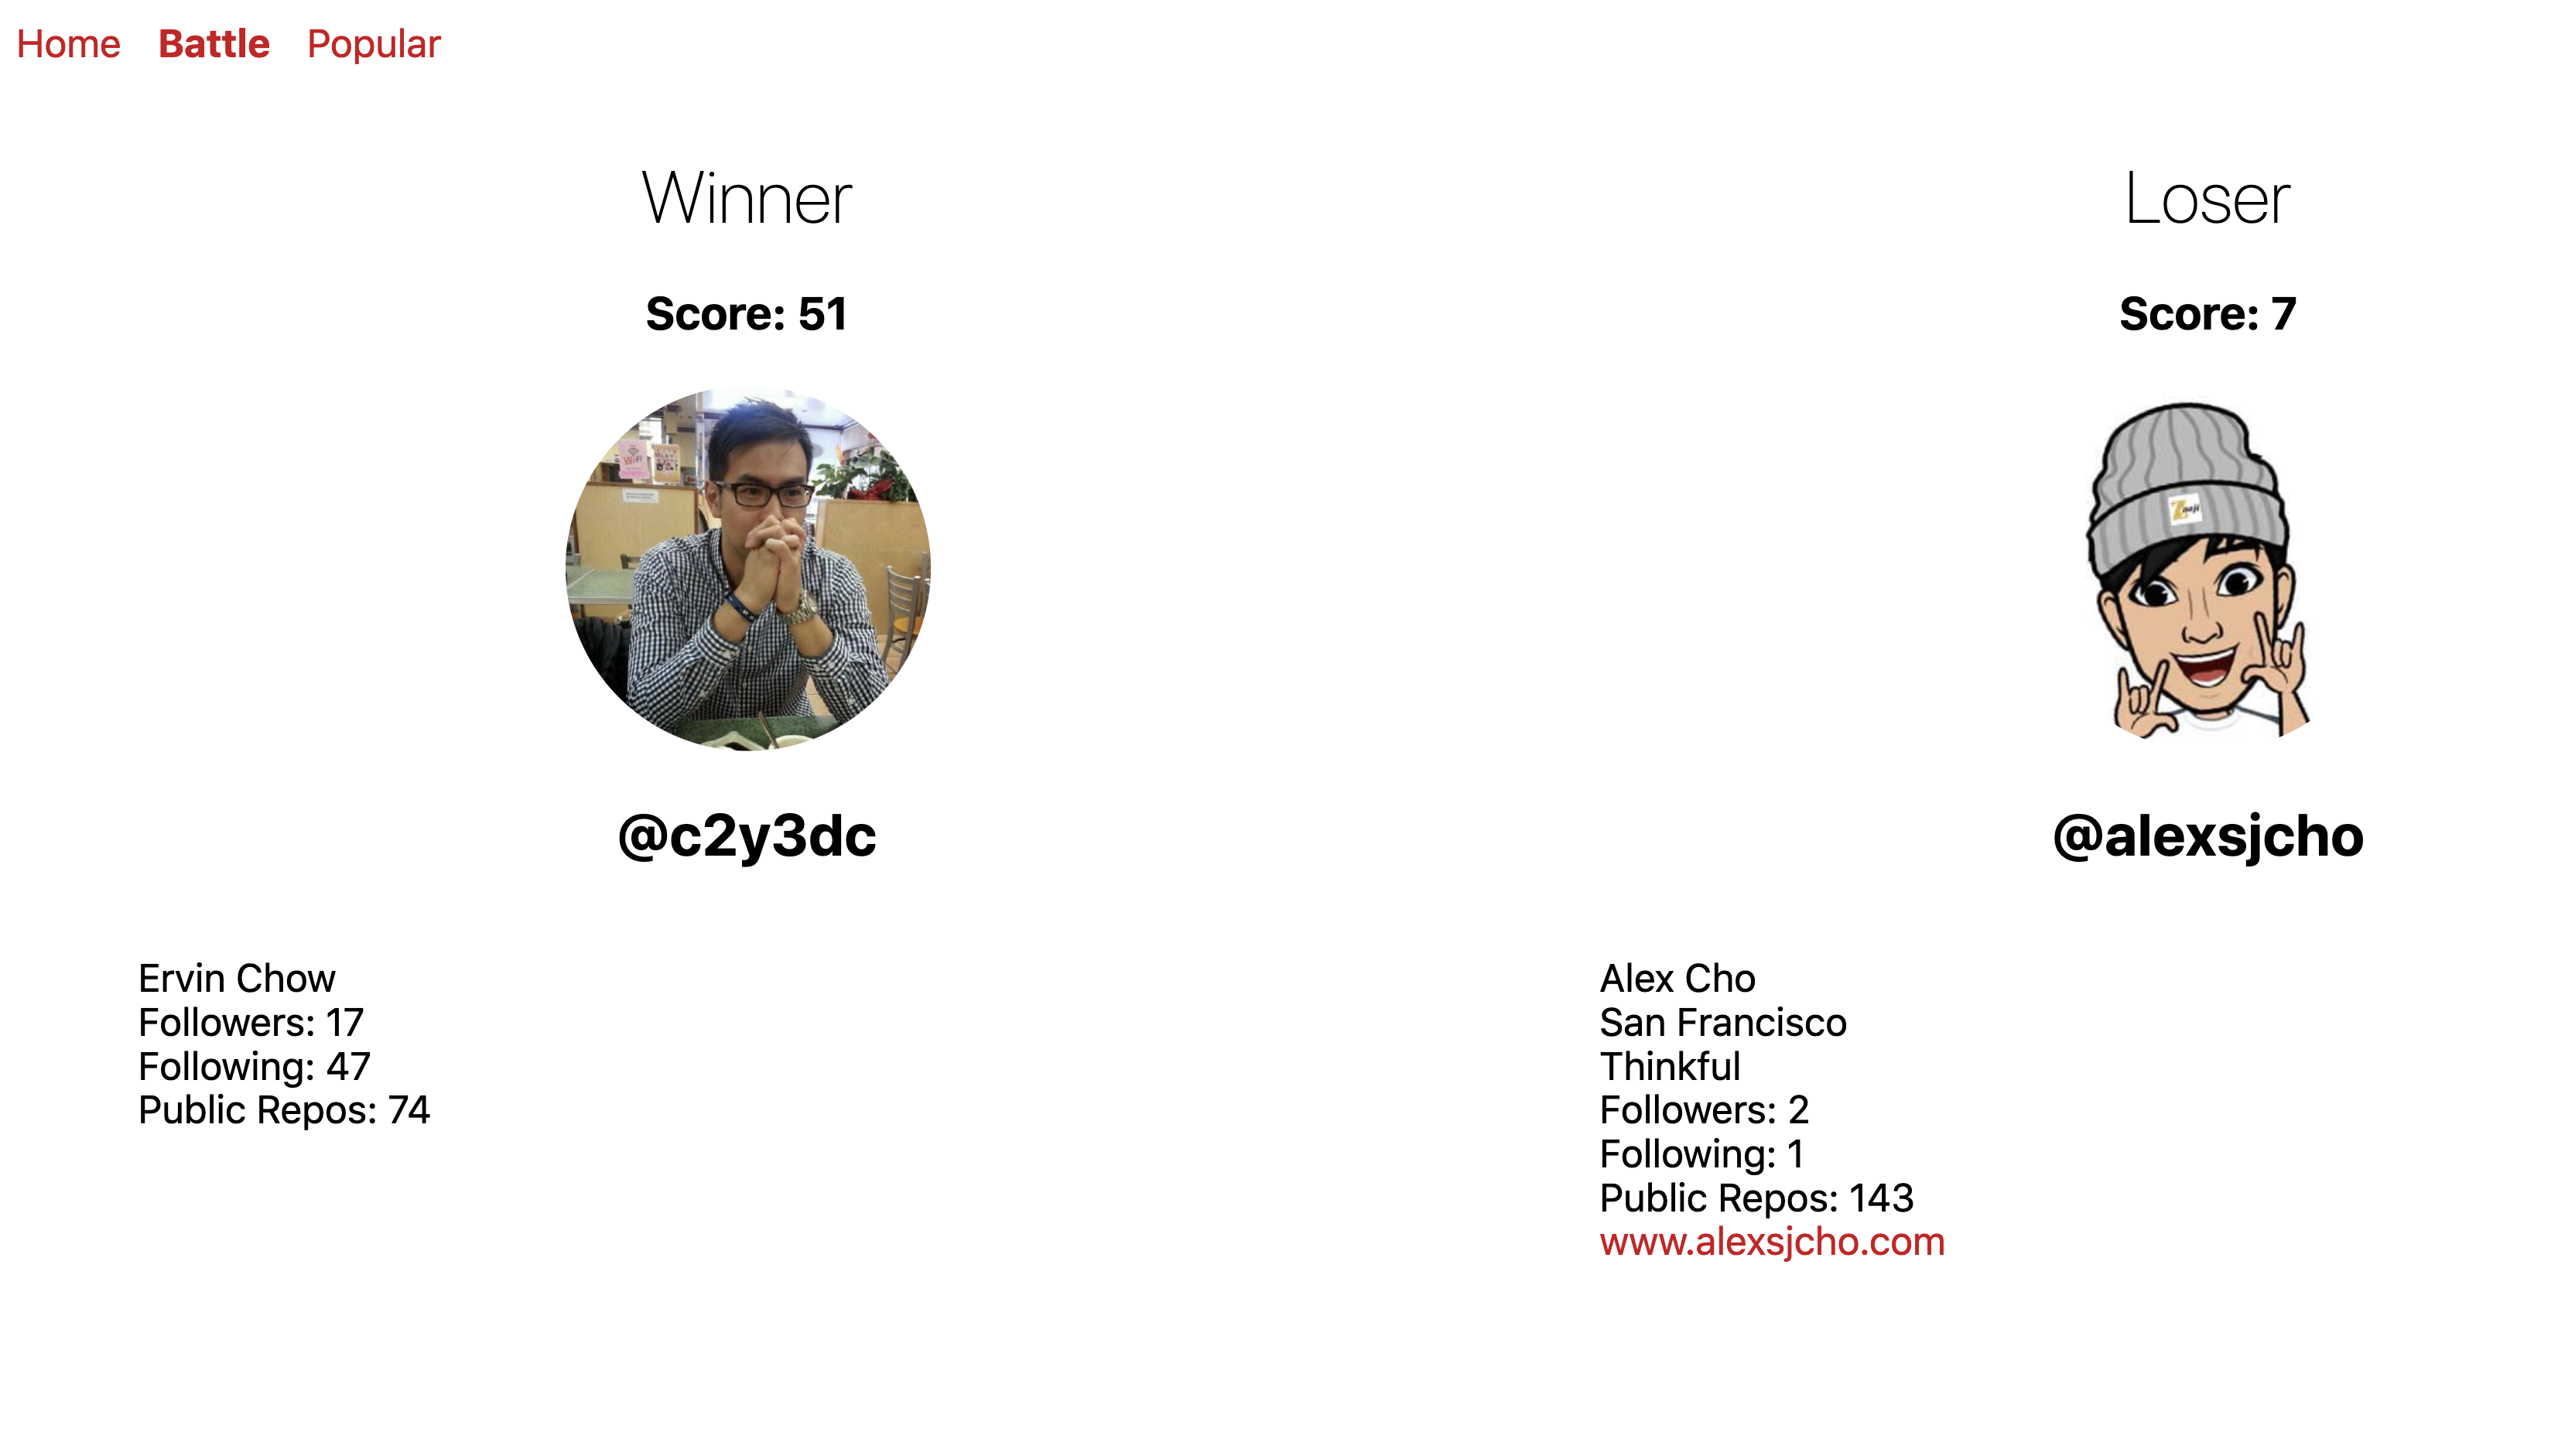 Home Battle Popular
Winner
Score: 51
WiFi
@c2y3dc
Ervin Chow
Followers: 17
Following: 47
Public Repos: 74
Loser
Score: 7
@alexsjcho
Alex Cho
San Francisco
Thinkful
Followers: 2
Following: 1
Public Repos: 143
www.alexsjcho.com